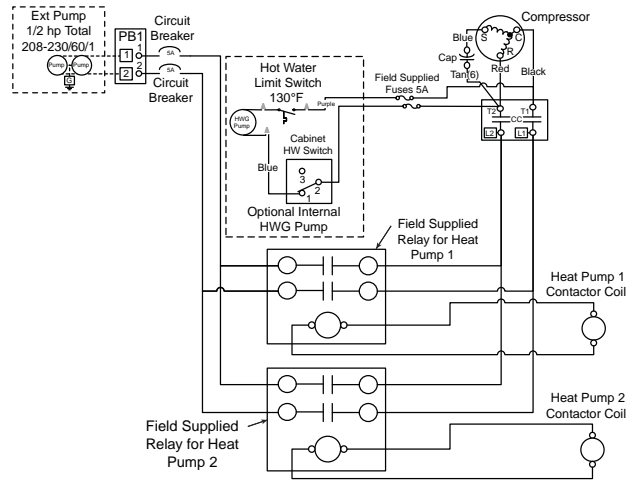 Ext Pump
1/2 hp Total
208-230/60/1
Pump
Pump
G
PB1
1
1
2
2
Circuit
Breaker
5A
5A
Circuit
Breaker
Hot Water
Limit Switch
130°F
HWG
Pump
Purple
Blue
Cabinet
HW Switch
3
2
1
Optional Internal
HWG Pump
Field Supplied
Fuses 5A
Compressor
Blue
S
C
R
Cap
Tan(6)
Red
Black
T2
T1
CC
L2
L1
Field Supplied
Relay for Heat
Pump 1
Heat Pump 1
Contactor Coil
Heat Pump 2
Contactor Coil
Field Supplied
Relay for Heat
Pump 2